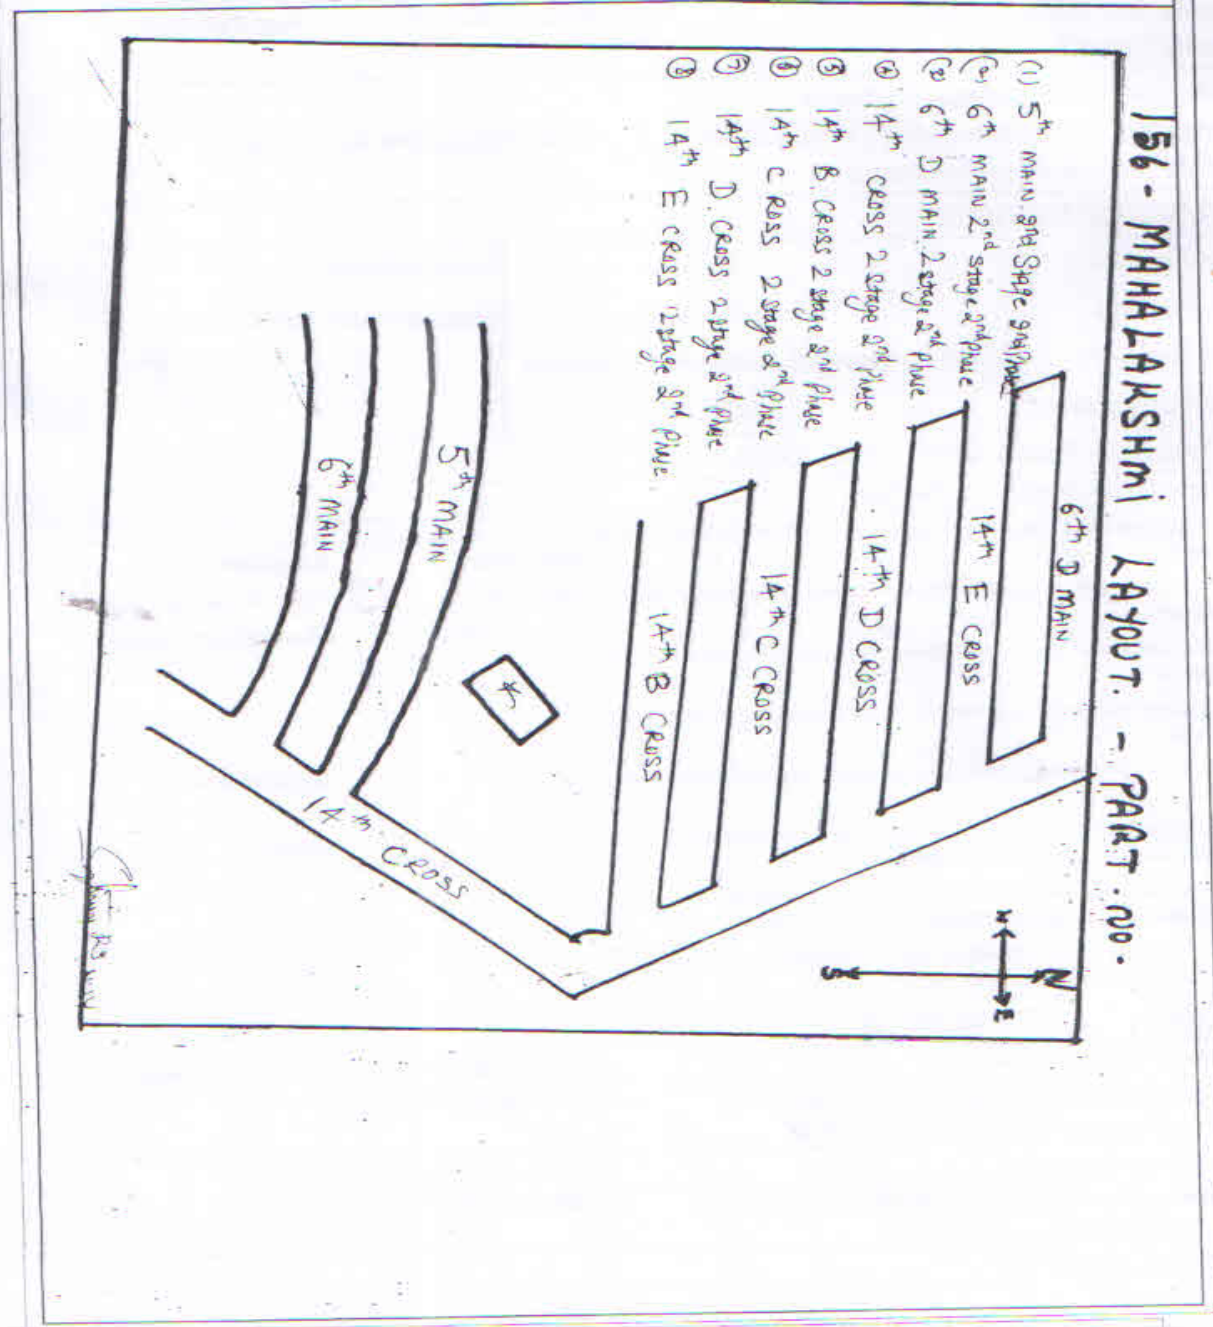 156 - MAHALAKSHMI LAYOUT. - PART. NO.
(1) 5th MAIN 2nd Stage 2nd Phase
(2) 6th MAIN 2nd stage 2nd phase
(3) 6th D MAIN 2 stage 2nd phase
④ 14th CROSS 2 stage 2nd phase
⑤ 14th B. CROSS 2 stage 2nd phase
⑥ 14th C ROSS 2 stage 2nd phase
⑦ 14th D. CROSS 2 stage 2nd phase
⑧ 14th E CROSS 2 stage 2nd phase.
6th D MAIN
14th E CROSS
14th D CROSS
14th C CROSS
14th B CROSS
5th MAIN
6th MAIN
14th CROSS
N
E
S